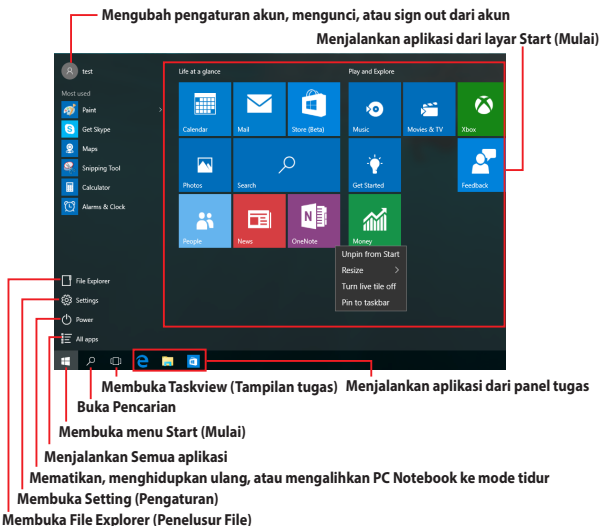 Mengubah pengaturan akun, mengunci, atau sign out dari akun
Menjalankan aplikasi dari layar Start (Mulai)
test
Most used
Paint
Get Skype
Maps
Snipping Tool
Calculator
Alarms & Clock
File Explorer
Settings
Power
All apps
Life at a glance
Play and Explore
Calendar
Mail
Store (Beta)
Music
Movies & TV
Xbox
Photos
Search
Get Started
Feedback
People
News
OneNote
Money
Unpin from Start
Resize
Turn live tile off
Pin to taskbar
Membuka Taskview (Tampilan tugas)
Menjalankan aplikasi dari panel tugas
Buka Pencarian
Membuka menu Start (Mulai)
Menjalankan Semua aplikasi
Mematikan, menghidupkan ulang, atau mengalihkan PC Notebook ke mode tidur
Membuka Setting (Pengaturan)
Membuka File Explorer (Penelusur File)